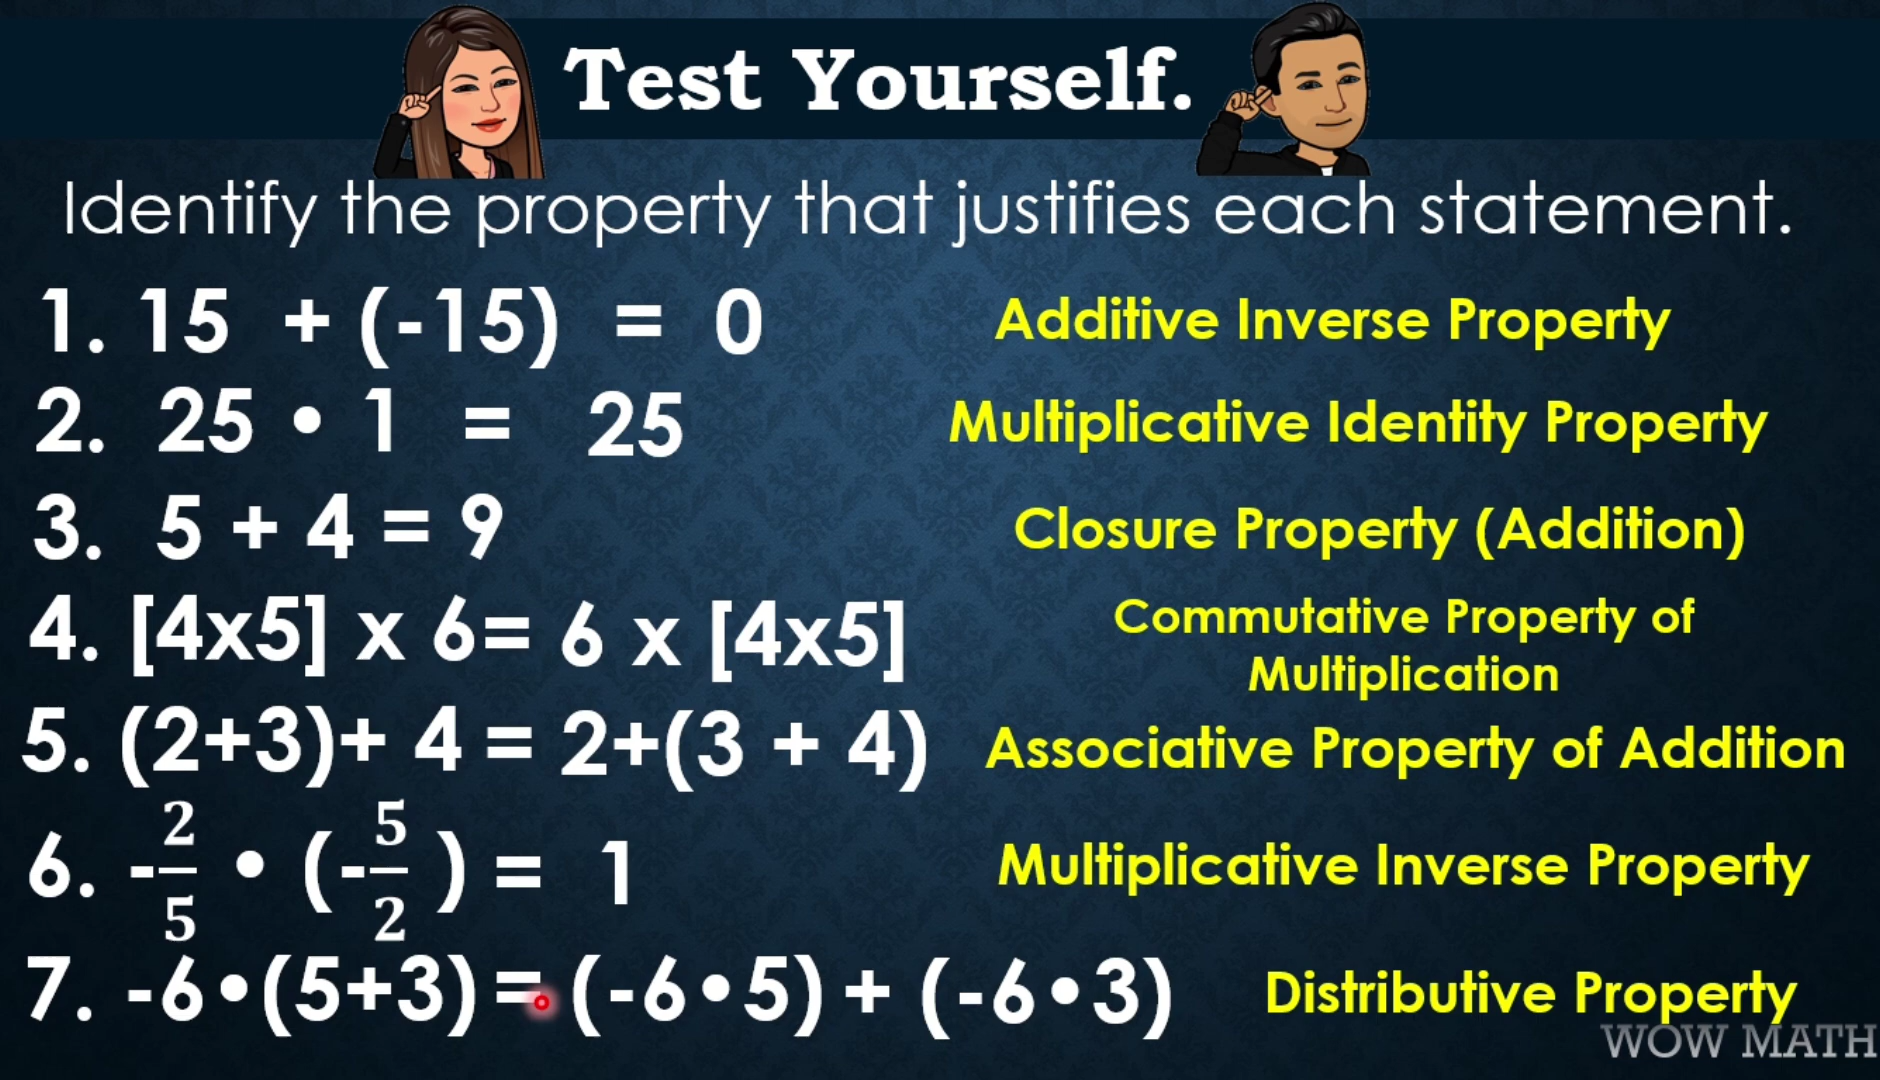 Test Yourself.
Identify the property that justifies each statement.
1. 15 + (-15) = 0 Additive Inverse Property
2. 25 • 1 = 25 Multiplicative Identity Property
3. 5 + 4 = 9 Closure Property (Addition)
4. [4x5] x 6= 6 x [4x5] Commutative Property of
Multiplication
5. (2+3)+ 4 = 2+(3 + 4) Associative Property of Addition
6. -2/5 • (-5/2) = 1 Multiplicative Inverse Property
7. -6•(5+3) = (-6•5) + (-6•3) Distributive Property
WOW MATH